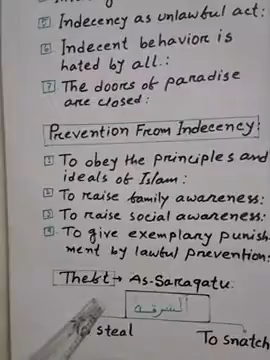 5 Indecency as unlawful act:
6 Indecent behavior is
hated by all.:
7 The doors of paradise
are closed:
Prevention From Indecency:
1 To obey the principles and
ideals of Islam:
2 To raise family awareness:
3 To raise social awareness:
4 To give exemplary punish-
ment by lawful prevention:
Theft → As-Saraqatu.
السرقة
To steal
To snatch